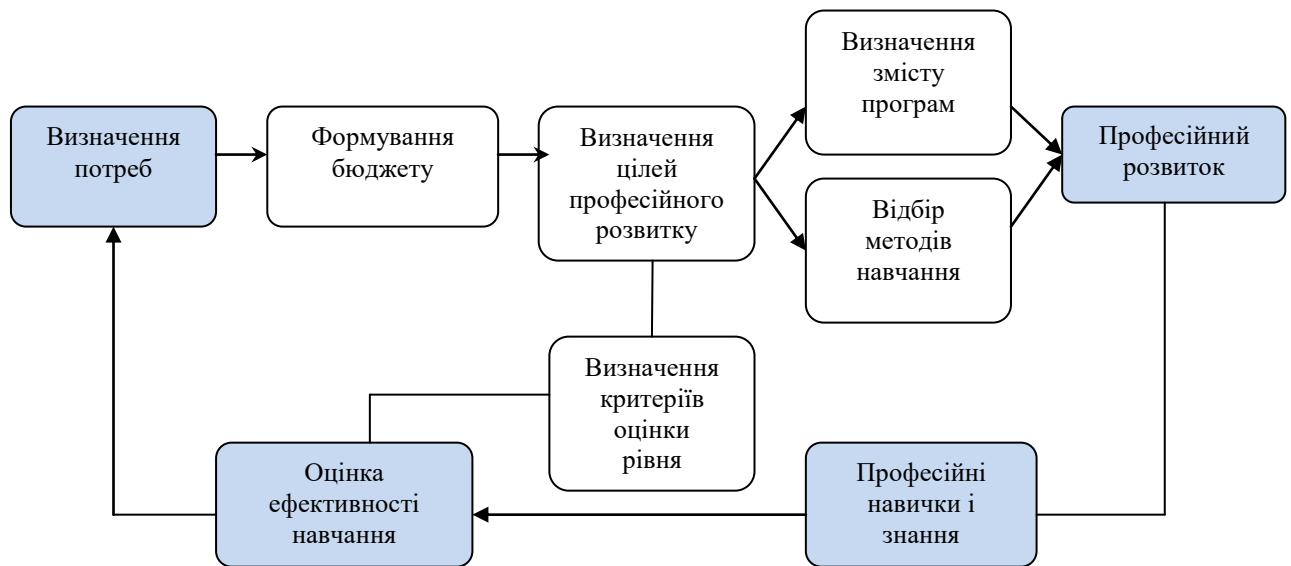 Визначення
потреб
Формування
бюджету
Визначення
цілей
професійного
розвитку
Визначення
змісту
програм
Відбір
методів
навчання
Професійний
розвиток
Визначення
критеріїв
оцінки
рівня
Оцінка
ефективності
навчання
Професійні
навички і
знання